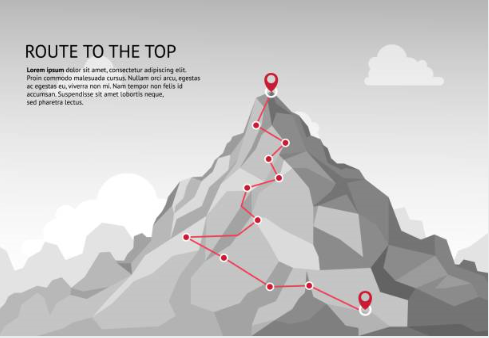 ROUTE TO THE TOP
Lorem ipsum dolor sit amet, consectetur adipiscing elit.
Proin commodo malesuada cursus. Nullam orci arcu, egestas
ac egestas eu, viverra non mi. Nam tempor non felis id
accumsan. Suspendisse sit amet lobortis neque,
sed pharetra lectus.